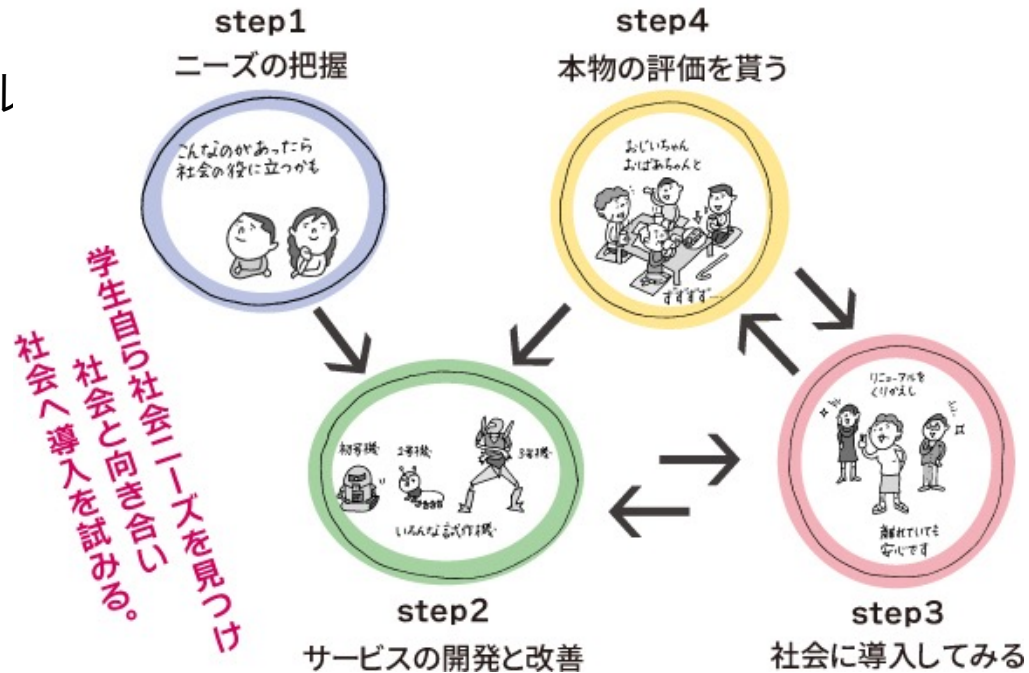 step1
ニーズの把握
こんなのがあったら
社会の役に立つかも
step4
本物の評価を貰う
おじいちゃん
おばあちゃんと
ずずずず……
学生自ら社会ニーズを見つけ
社会と向き合い
社会へ導入を試みる。
初号機
2号機
3号機
いろんな試作機
step2
サービスの開発と改善
リニューアルを
くりかえし
離れていても
安心です
step3
社会に導入してみる